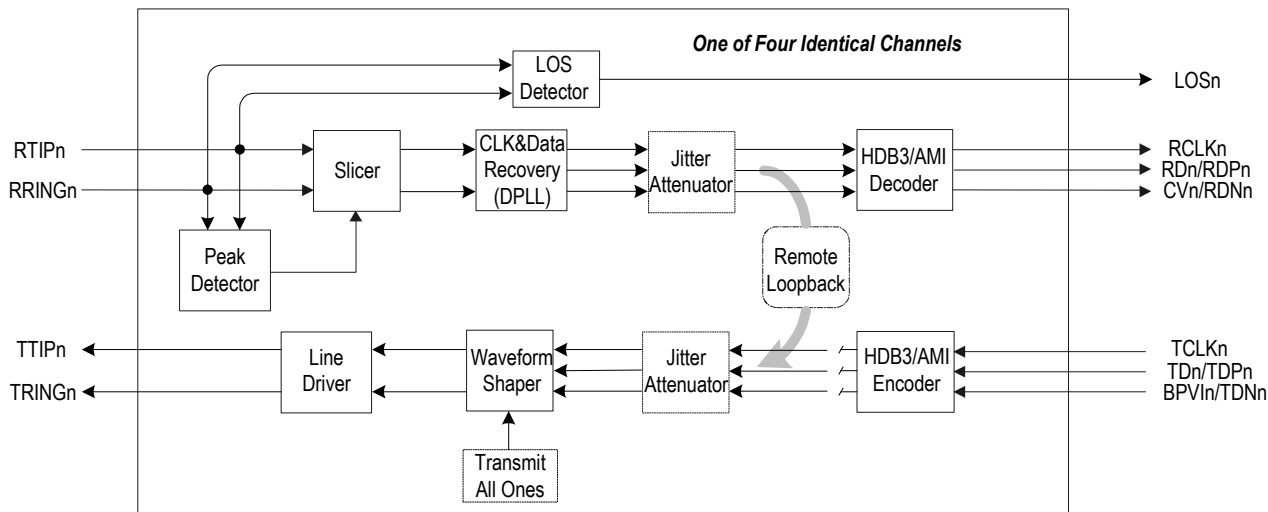 One of Four Identical Channels
LOS
Detector
LOSn
RTIPn
RRINGn
Slicer
CLK&Data
Recovery
(DPLL)
Jitter
Attenuator
HDB3/AMI
Decoder
RCLKn
RDn/RDPn
CVn/RDNn
Peak
Detector
Remote
Loopback
TTIPn
TRINGn
Line
Driver
Waveform
Shaper
Jitter
Attenuator
HDB3/AMI
Encoder
TCLKn
TDn/TDPn
BPVIn/TDNn
Transmit
All Ones